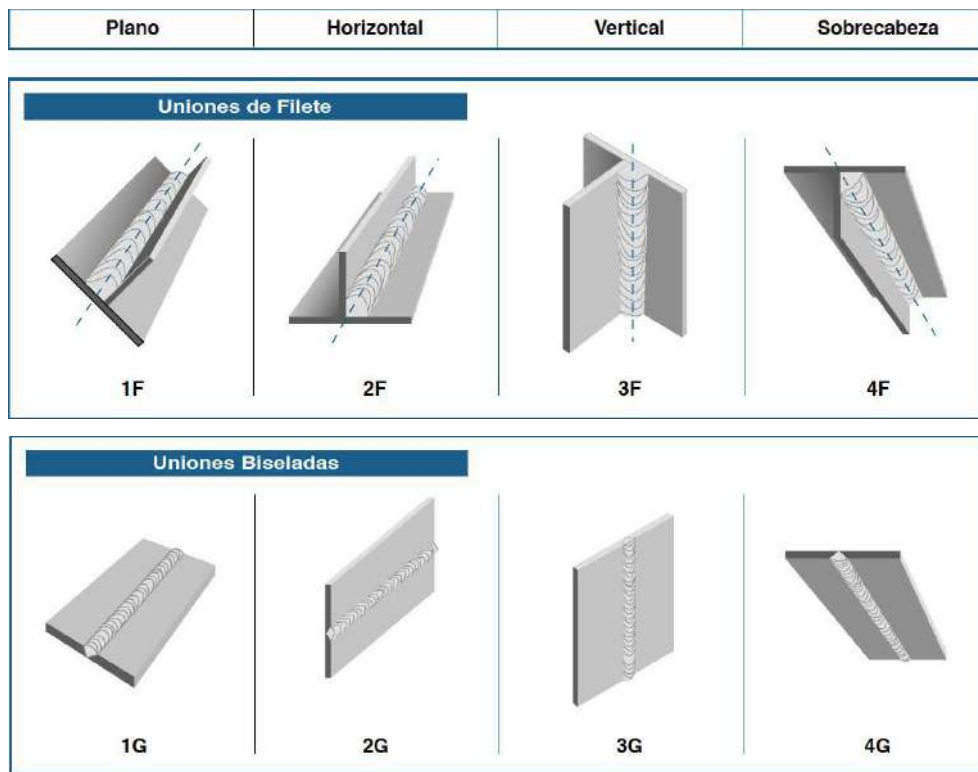 Plano Horizontal Vertical Sobrecabeza
Uniones de Filete
1F 2F 3F 4F
Uniones Biseladas
1G 2G 3G 4G